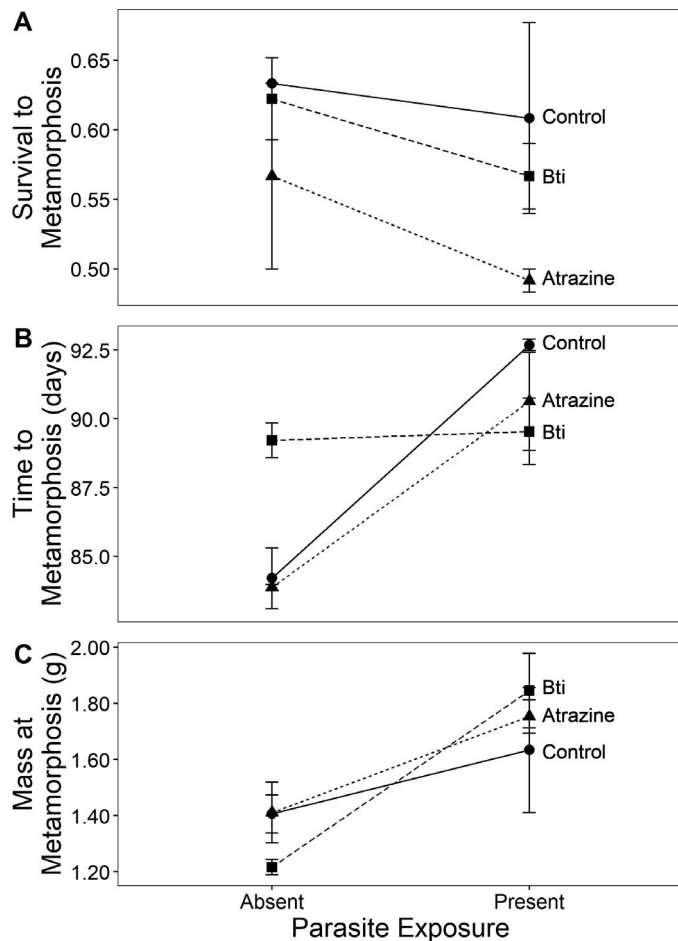 A
Survival to
Metamorphosis
0.65
0.60
0.55
0.50
Control
Bti
Atrazine
B
Time to
Metamorphosis (days)
92.5
90.0
87.5
85.0
Control
Atrazine
Bti
C
Mass at
Metamorphosis (g)
2.00
1.80
1.60
1.40
1.20
Bti
Atrazine
Control
Absent
Present
Parasite Exposure